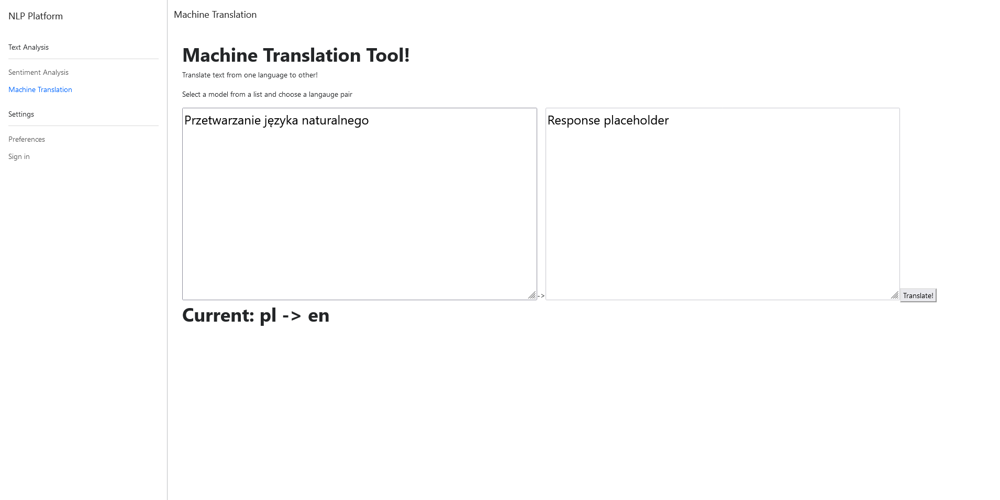 NLP Platform
Text Analysis
Sentiment Analysis
Machine Translation
Settings
Preferences
Sign in
Machine Translation
Machine Translation Tool!
Translate text from one language to other!
Select a model from a list and choose a langauge pair
Przetwarzanie języka naturalnego
->
Response placeholder
Translate!
Current: pl -> en